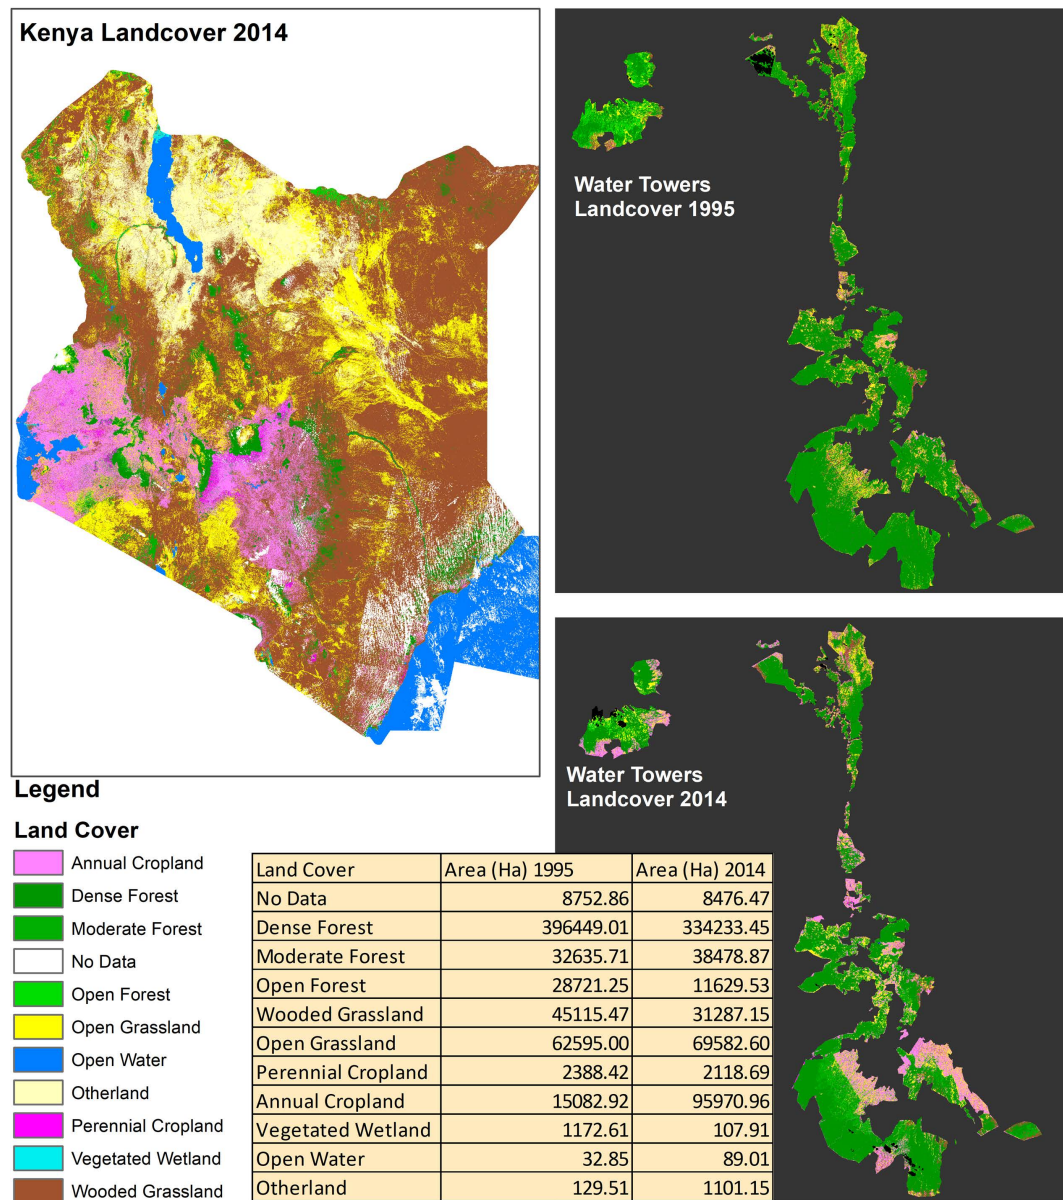 Kenya Landcover 2014
Water Towers
Landcover 1995
Water Towers
Landcover 2014
Legend
Land Cover
Annual Cropland
Dense Forest
Moderate Forest
No Data
Open Forest
Open Grassland
Open Water
Otherland
Perennial Cropland
Vegetated Wetland
Wooded Grassland
Land Cover Area (Ha) 1995 Area (Ha) 2014
No Data 8752.86 8476.47
Dense Forest 396449.01 334233.45
Moderate Forest 32635.71 38478.87
Open Forest 28721.25 11629.53
Wooded Grassland 45115.47 31287.15
Open Grassland 62595.00 69582.60
Perennial Cropland 2388.42 2118.69
Annual Cropland 15082.92 95970.96
Vegetated Wetland 1172.61 107.91
Open Water 32.85 89.01
Otherland 129.51 1101.15